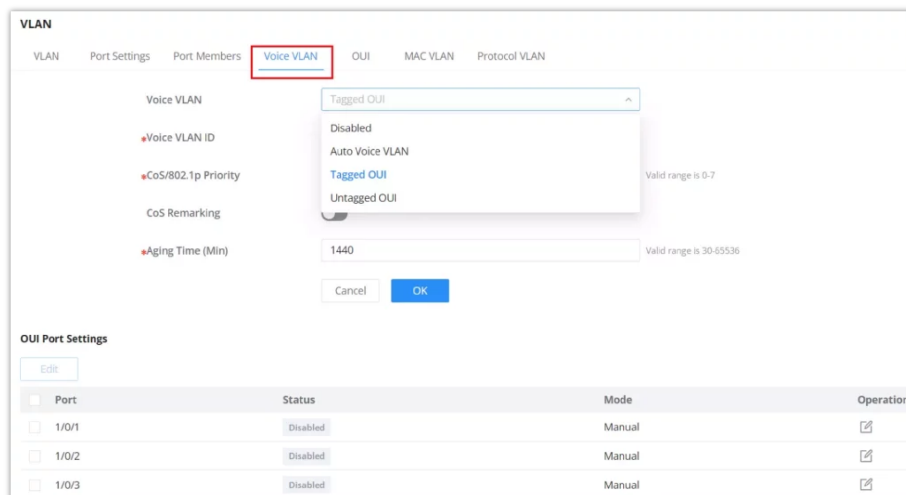 VLAN
VLAN Port Settings Port Members Voice VLAN OUI MAC VLAN Protocol VLAN
Voice VLAN Tagged OUI
Disabled
*Voice VLAN ID
Auto Voice VLAN
*CoS/802.1p Priority Tagged OUI Valid range is 0-7
Untagged OUI
CoS Remarking
*Aging Time (Min) 1440 Valid range is 30-65536
Cancel OK
OUI Port Settings
Edit
Port Status Mode Operation
1/0/1 Disabled Manual
1/0/2 Disabled Manual
1/0/3 Disabled Manual